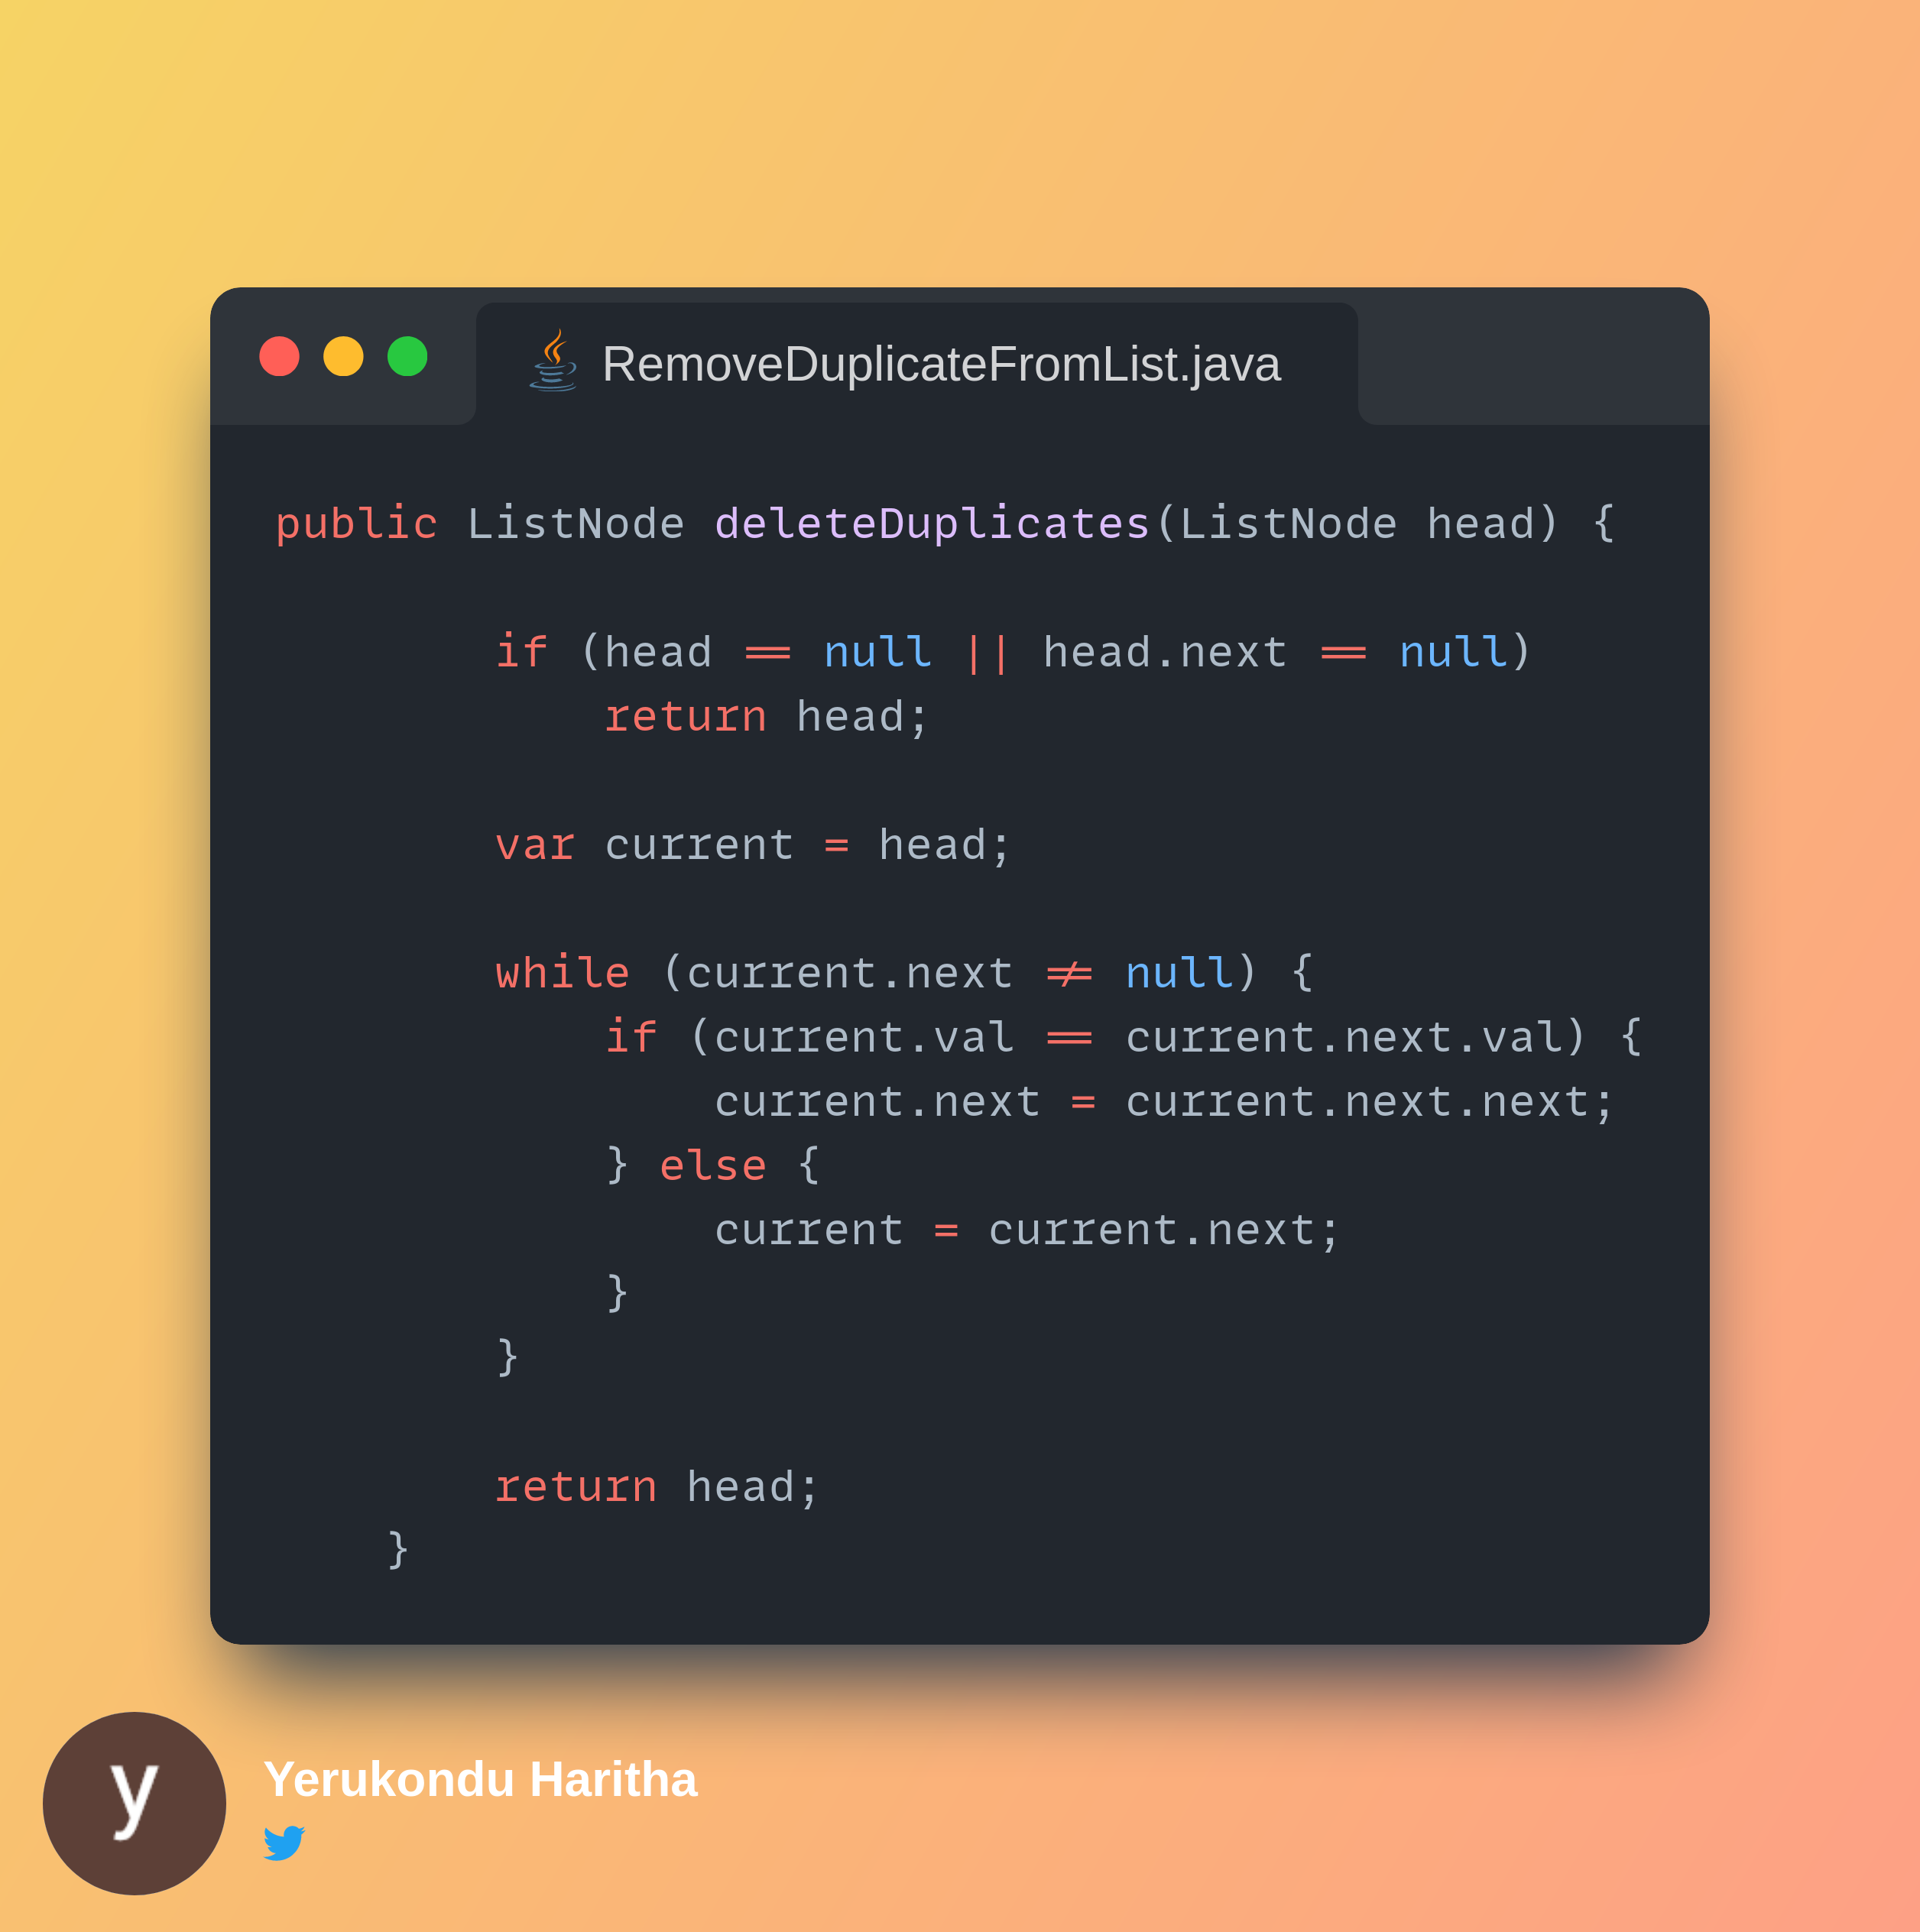 RemoveDuplicateFromList.java
public ListNode deleteDuplicates(ListNode head) {
if (head == null || head.next == null)
return head;
var current = head;
while (current.next != null) {
if (current.val == current.next.val) {
current.next = current.next.next;
} else {
current = current.next;
}
}
return head;
}
y
Yerukondu Haritha